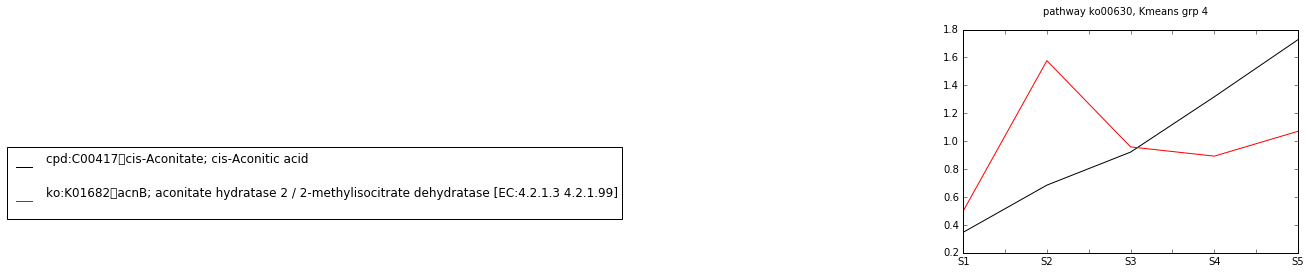 pathway ko00630, Kmeans grp 4
1.8
1.6
1.4
1.2
1.0
0.8
0.6
0.4
0.2
S1 S2 S3 S4 S5
cpd:C00417▯cis-Aconitate; cis-Aconitic acid
ko:K01682▯acnB; aconitate hydratase 2 / 2-methylisocitrate dehydratase [EC:4.2.1.3 4.2.1.99]